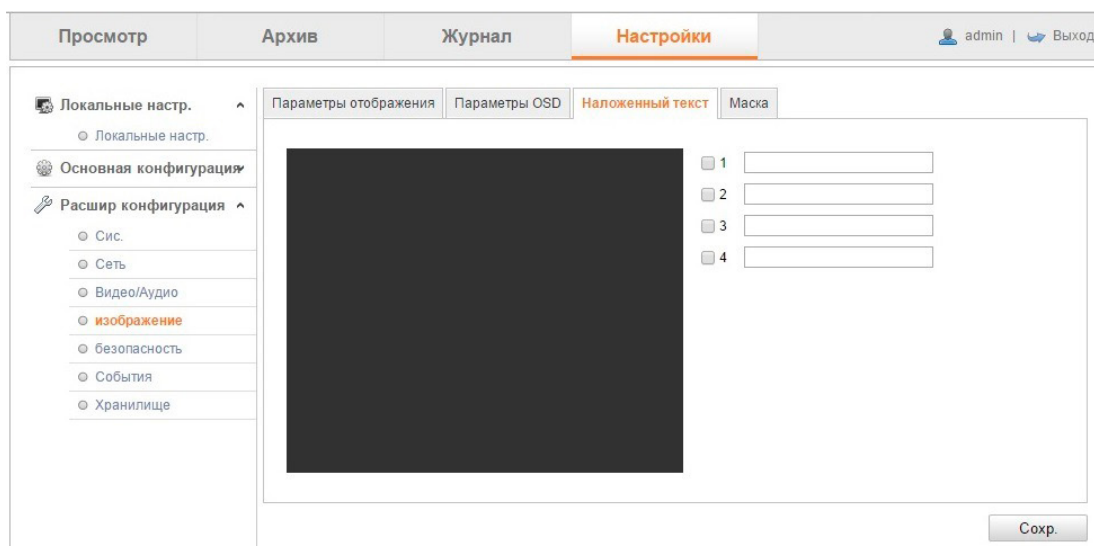 Просмотр Архив Журнал Настройки admin | Выход
Локальные настр.
Локальные настр.
Основная конфигурация
Расшир конфигурация
Сис.
Сеть
Видео/Аудио
изображение
безопасность
События
Хранилище
Параметры отображения Параметры OSD Наложенный текст Маска
1
2
3
4
Сохр.